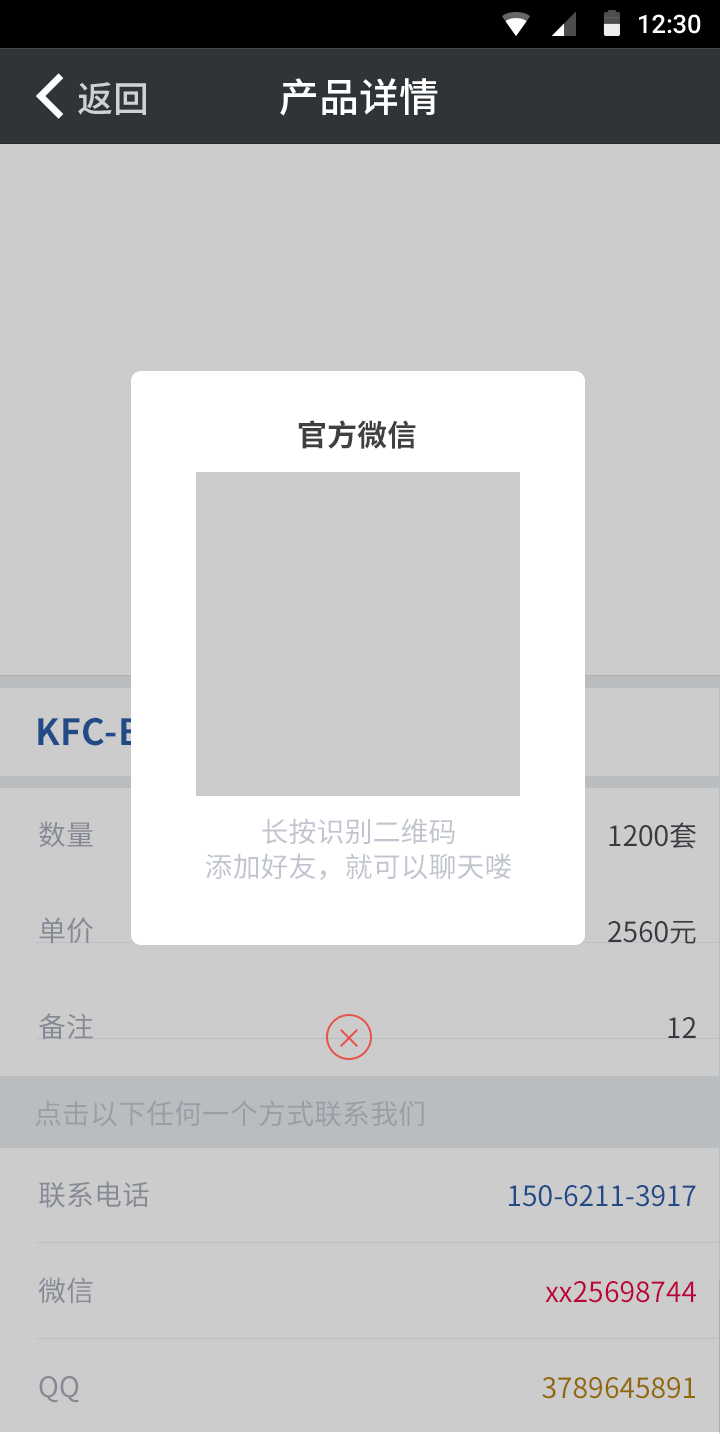 12:30
返回
产品详情
官方微信
KFC-
长按识别二维码
数量
1200套
添加好友，就可以聊天喽
单价
2560元
备注
12
点击以下任何一个方式联系我们
联系电话
150-6211-3917
微信
xx25698744
QQ
3789645891